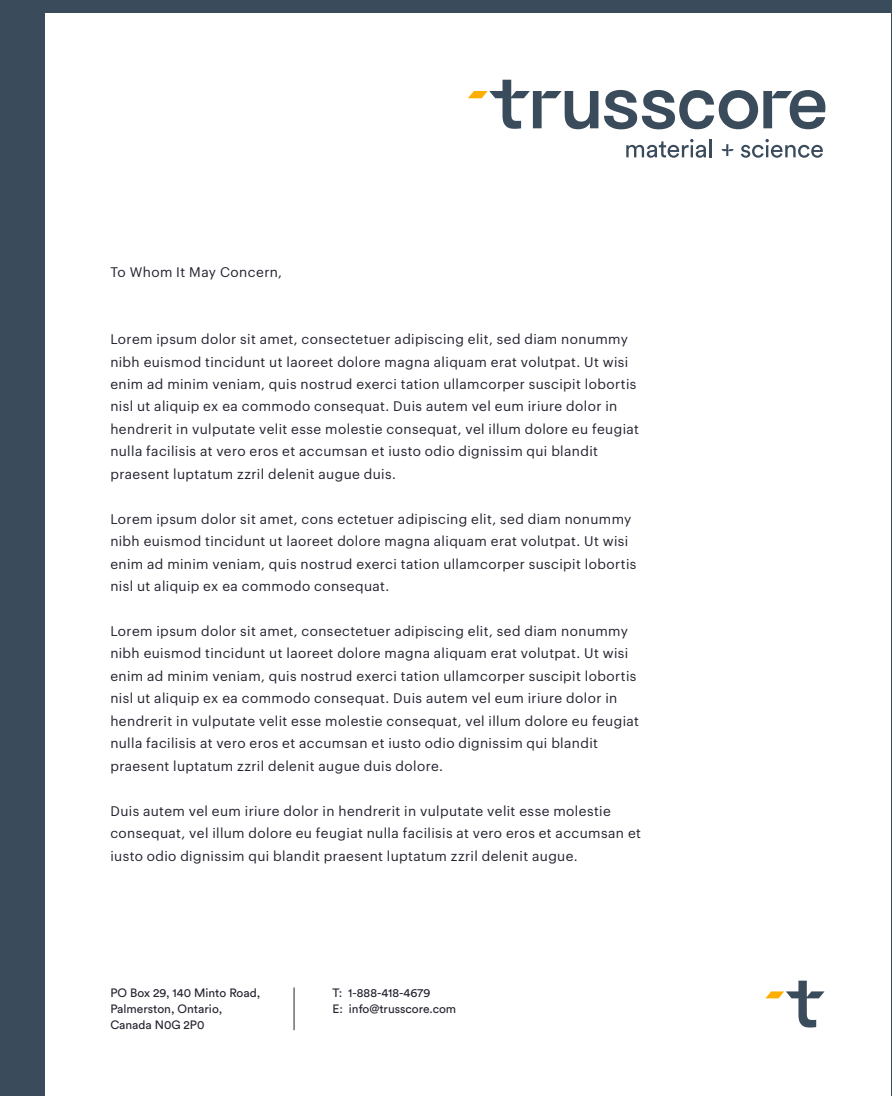 trusscore
material + science
To Whom It May Concern,
Lorem ipsum dolor sit amet, consectetuer adipiscing elit, sed diam nonummy
nibh euismod tincidunt ut laoreet dolore magna aliquam erat volutpat. Ut wisi
enim ad minim veniam, quis nostrud exerci tation ullamcorper suscipit lobortis
nisl ut aliquip ex ea commodo consequat. Duis autem vel eum iriure dolor in
hendrerit in vulputate velit esse molestie consequat, vel illum dolore eu feugiat
nulla facilisis at vero eros et accumsan et iusto odio dignissim qui blandit
praesent luptatum zzril delenit augue duis.
Lorem ipsum dolor sit amet, cons ectetuer adipiscing elit, sed diam nonummy
nibh euismod tincidunt ut laoreet dolore magna aliquam erat volutpat. Ut wisi
enim ad minim veniam, quis nostrud exerci tation ullamcorper suscipit lobortis
nisl ut aliquip ex ea commodo consequat.
Lorem ipsum dolor sit amet, consectetuer adipiscing elit, sed diam nonummy
nibh euismod tincidunt ut laoreet dolore magna aliquam erat volutpat. Ut wisi
enim ad minim veniam, quis nostrud exerci tation ullamcorper suscipit lobortis
nisl ut aliquip ex ea commodo consequat. Duis autem vel eum iriure dolor in
hendrerit in vulputate velit esse molestie consequat, vel illum dolore eu feugiat
nulla facilisis at vero eros et accumsan et iusto odio dignissim qui blandit
praesent luptatum zzril delenit augue duis dolore.
Duis autem vel eum iriure dolor in hendrerit in vulputate velit esse molestie
consequat, vel illum dolore eu feugiat nulla facilisis at vero eros et accumsan et
iusto odio dignissim qui blandit praesent luptatum zzril delenit augue.
PO Box 29, 140 Minto Road,
Palmerston, Ontario,
Canada N0G 2P0
T: 1-888-418-4679
E: info@trusscore.com
t